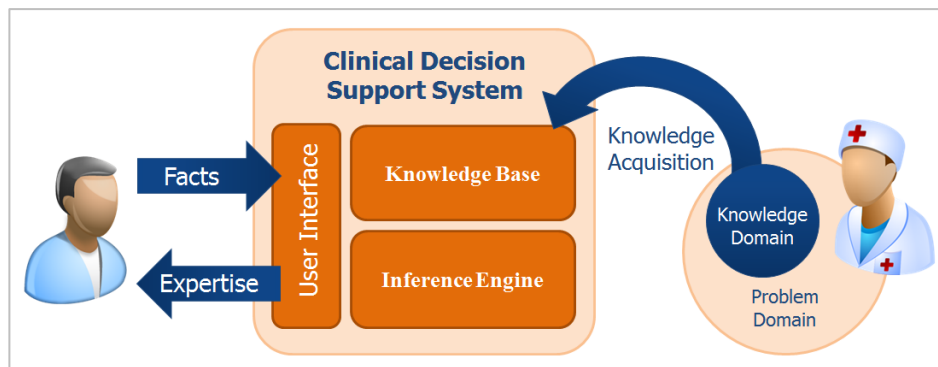 Clinical Decision
Support System
Facts
Expertise
User Interface
Knowledge Base
Inference Engine
Knowledge
Acquisition
Knowledge
Domain
Problem
Domain